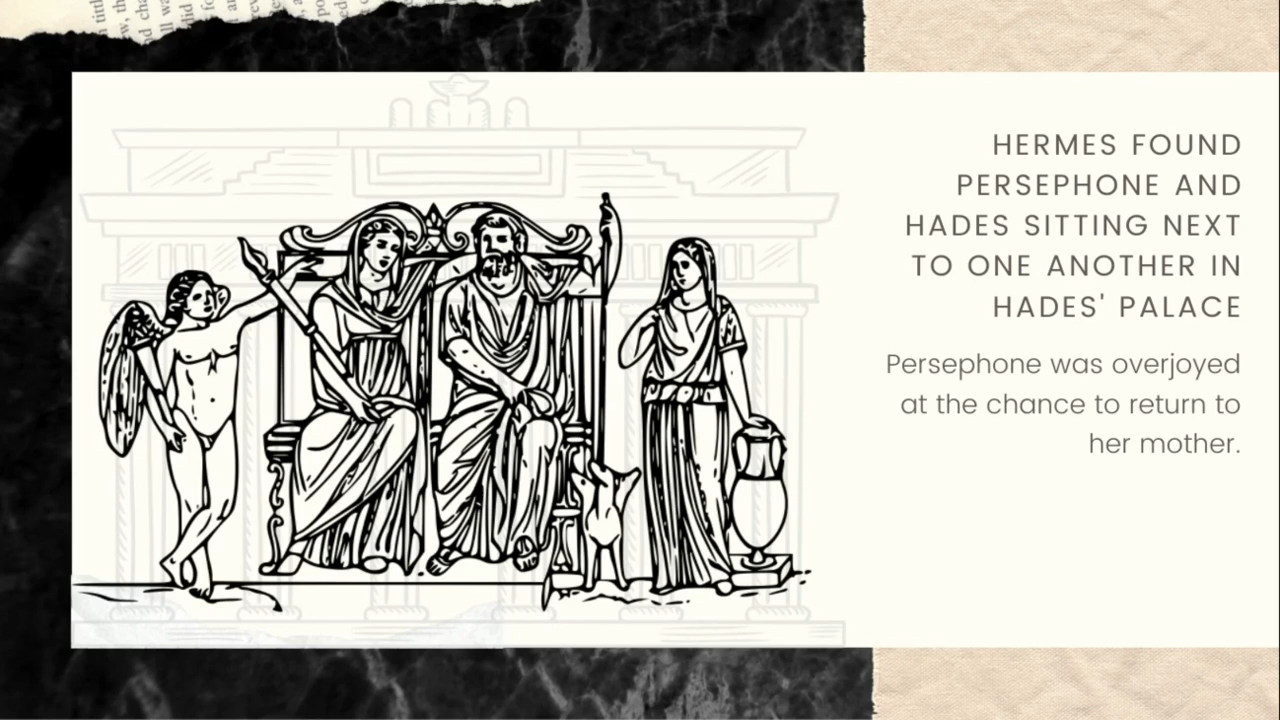 HERMES FOUND
PERSEPHONE AND
HADES SITTING NEXT
TO ONE ANOTHER IN
HADES' PALACE
Persephone was overjoyed
at the chance to return to
her mother.